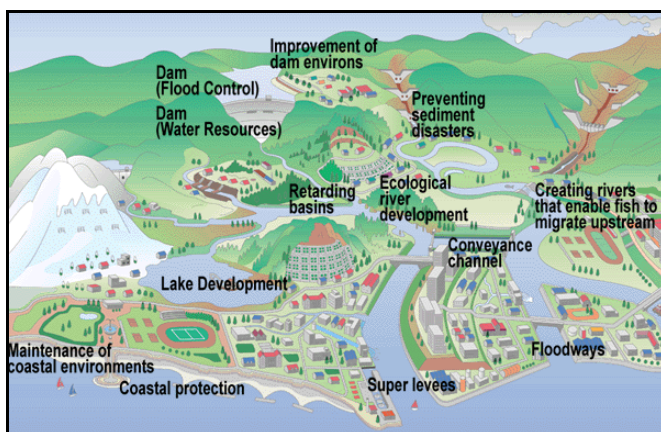 Improvement of
dam environs
Dam
(Flood Control)
Dam
(Water Resources)
Preventing
sediment
disasters
Retarding
basins
Ecological
river
development
Creating rivers
that enable fish to
migrate upstream
Conveyance
channel
Lake Development
Maintenance of
coastal environments
Floodways
Coastal protection
Super levees